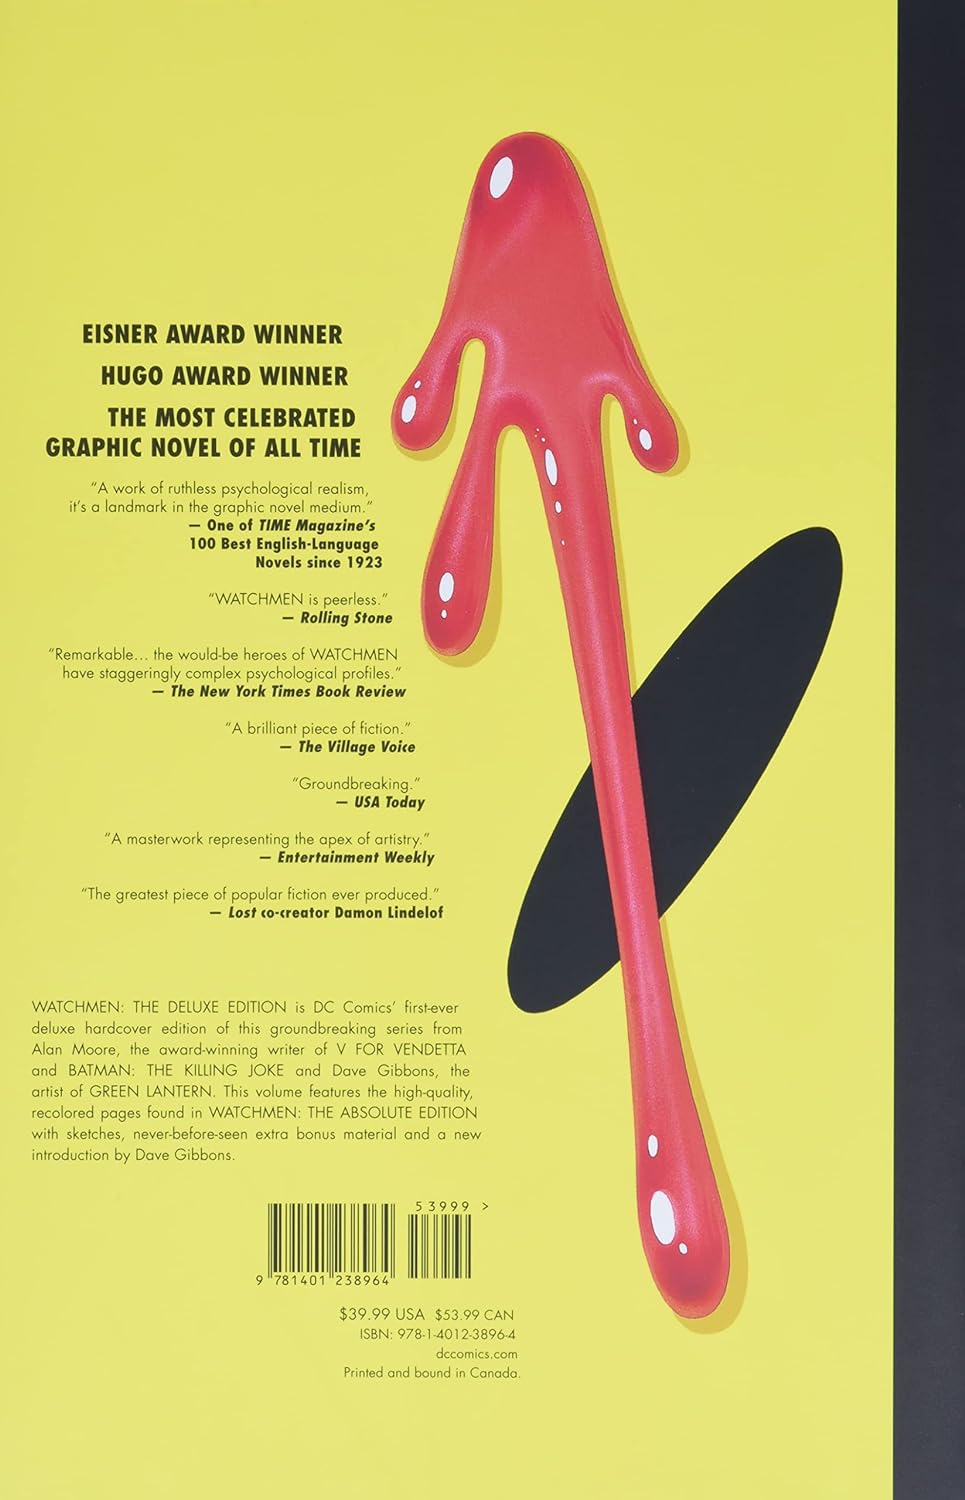 EISNER AWARD WINNER
HUGO AWARD WINNER
THE MOST CELEBRATED
GRAPHIC NOVEL OF ALL TIME
“A work of ruthless psychological realism,
it’s a landmark in the graphic novel medium.”
— One of TIME Magazine’s
100 Best English-Language
Novels since 1923
“WATCHMEN is peerless.”
— Rolling Stone
“Remarkable... the would-be heroes of WATCHMEN
have staggeringly complex psychological profiles.”
— The New York Times Book Review
“A brilliant piece of fiction.”
— The Village Voice
“Groundbreaking.”
— USA Today
“A masterwork representing the apex of artistry.”
— Entertainment Weekly
“The greatest piece of popular fiction ever produced.”
— Lost co-creator Damon Lindelof
WATCHMEN: THE DELUXE EDITION is DC Comics’ first-ever
deluxe hardcover edition of this groundbreaking series from
Alan Moore, the award-winning writer of V FOR VENDETTA
and BATMAN: THE KILLING JOKE and Dave Gibbons, the
artist of GREEN LANTERN. This volume features the high-quality,
recolored pages found in WATCHMEN: THE ABSOLUTE EDITION
with sketches, never-before-seen extra bonus material and a new
introduction by Dave Gibbons.
53999 >
9 781401 238964
$39.99 USA $53.99 CAN
ISBN: 978-1-4012-3896-4
dccomics.com
Printed and bound in Canada.